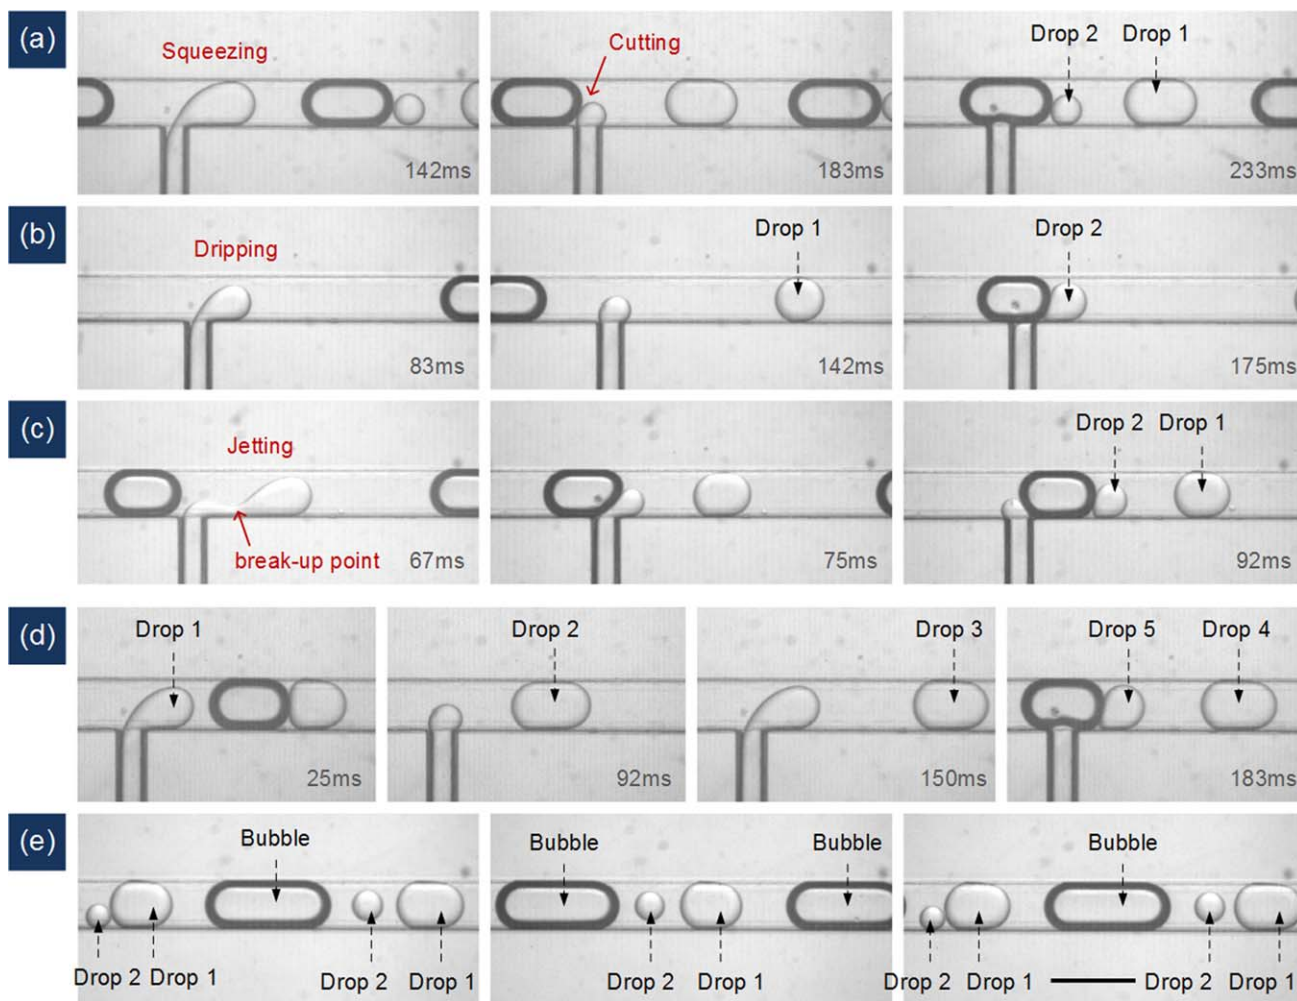 (a)
Squeezing
142ms
Cutting
183ms
Drop 2 Drop 1
233ms
(b)
Dripping
83ms
Drop 1
142ms
Drop 2
175ms
(c)
Jetting
break-up point
67ms
75ms
Drop 2 Drop 1
92ms
(d)
Drop 1
25ms
Drop 2
92ms
Drop 3
150ms
Drop 5 Drop 4
183ms
(e)
Bubble
Drop 2 Drop 1 Drop 2 Drop 1
Bubble Bubble
Drop 2 Drop 1
Bubble
Drop 2 Drop 1 Drop 2 Drop 1